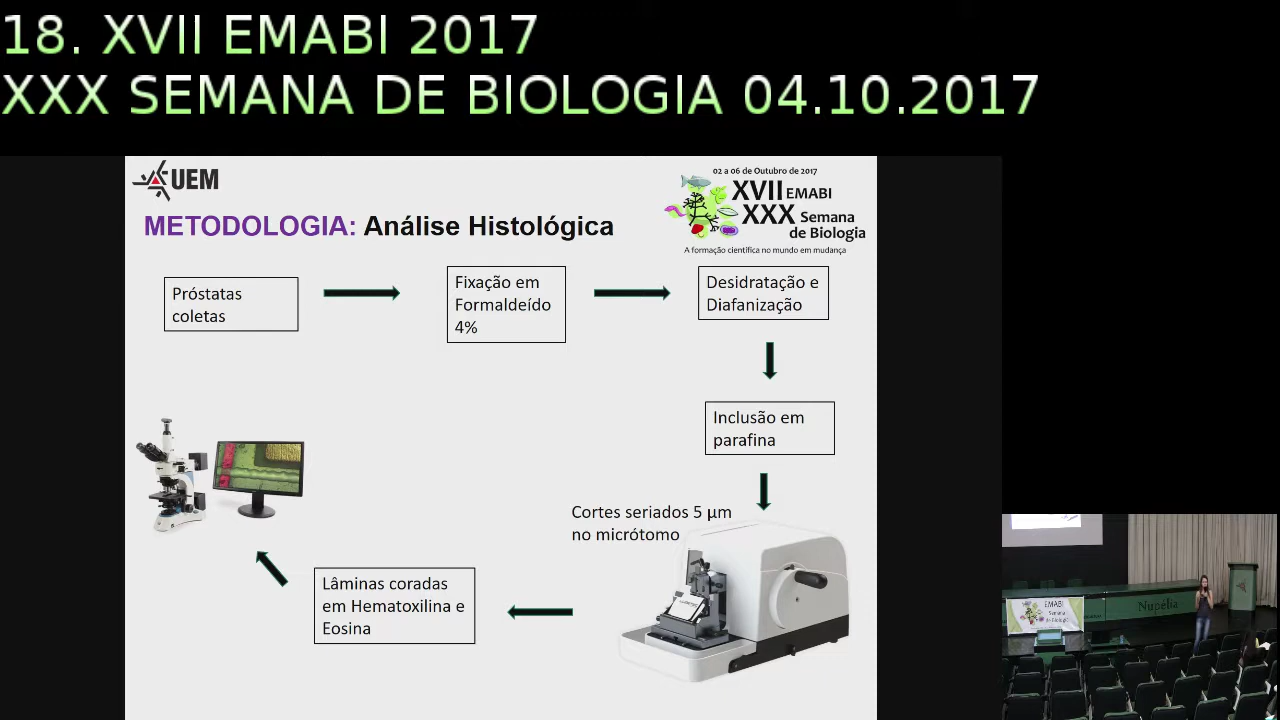 18. XVII EMABI 2017
XXX SEMANA DE BIOLOGIA 04.10.2017
UEM
02 a 06 de Outubro de 2017
XVII EMABI
XXX Semana
de Biologia
A formação científica no mundo em mudança
METODOLOGIA: Análise Histológica
Próstatas
coletas
Fixação em
Formaldeído
4%
Desidratação e
Diafanização
Inclusão em
parafina
Cortes seriados 5 µm
no micrótomo
Lâminas coradas
em Hematoxilina e
Eosina
EMABI
Semana
de Biologia
Nupélia